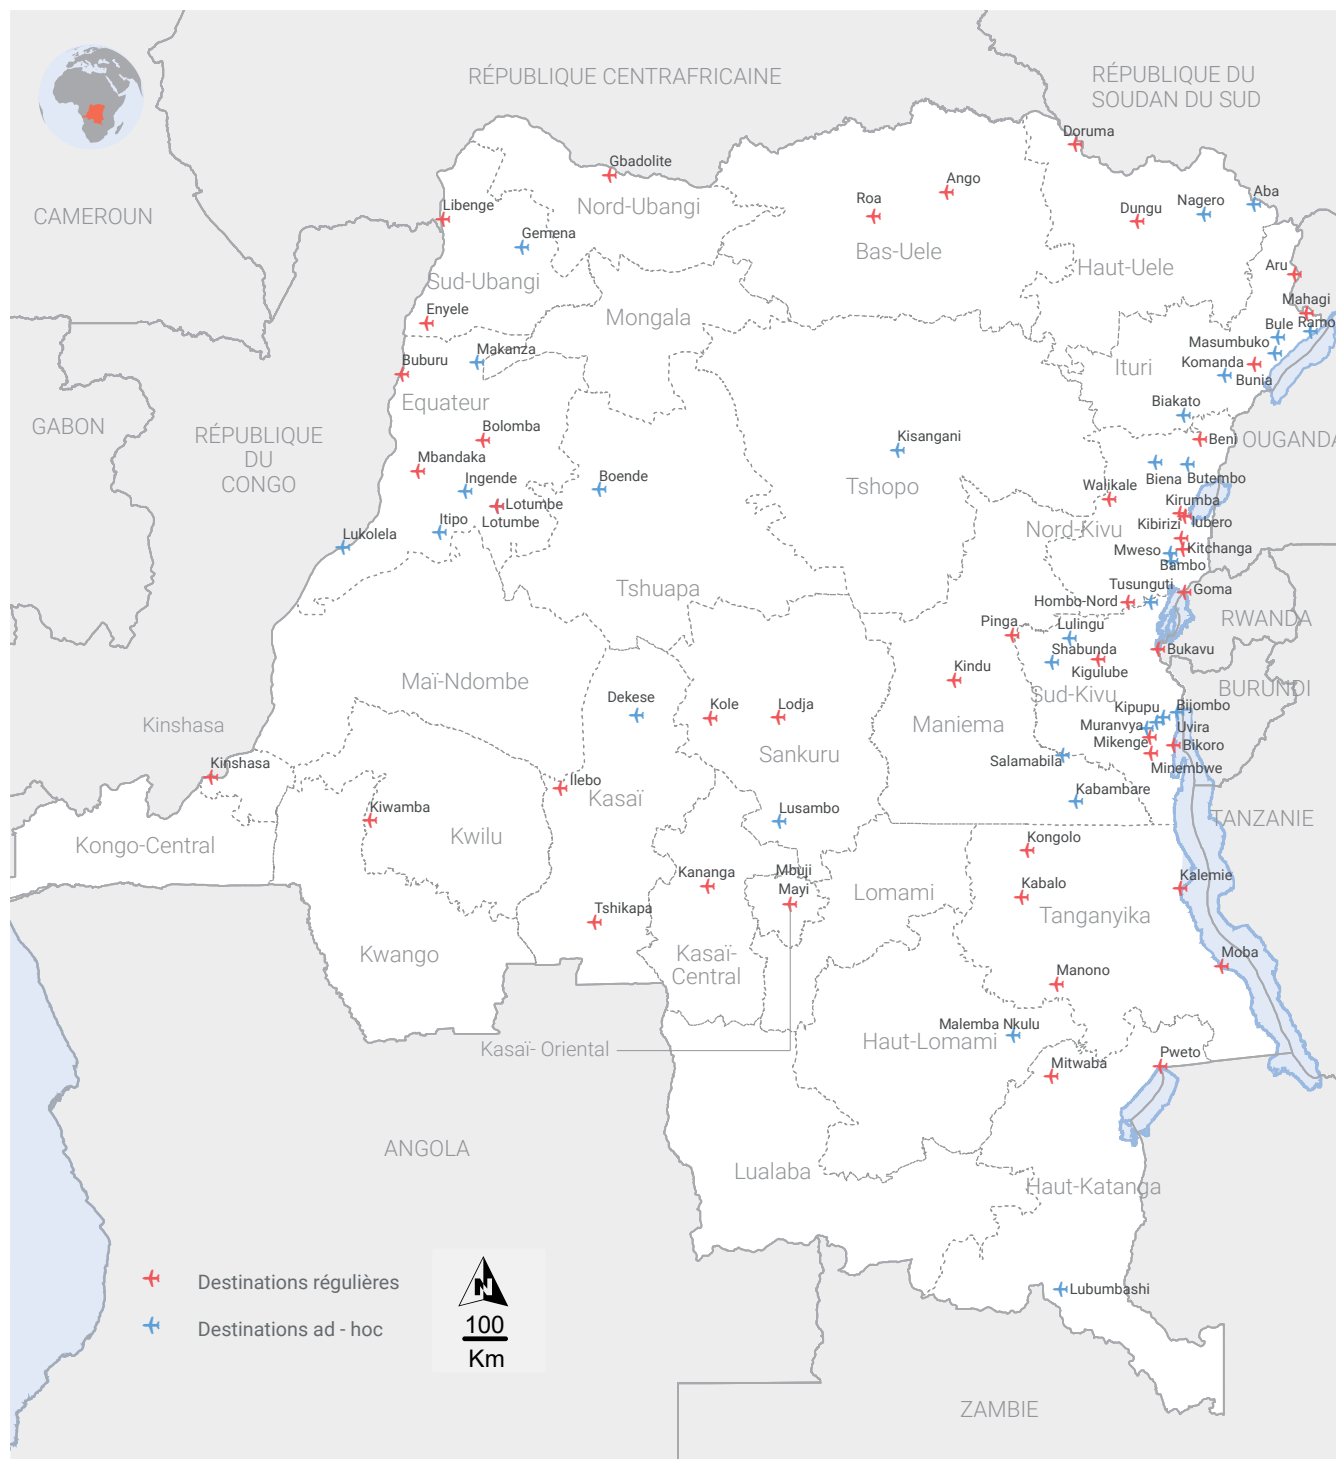 RÉPUBLIQUE CENTRAFRICAINE
RÉPUBLIQUE DU
SOUDAN DU SUD
Doruma
Gbadolite
Ango
Aba
Nagero
Roa
Dungu
Libenge
Nord-Ubangi
CAMEROUN
Gemena
Bas-Uele
Haut-Uele
Aru
Sud-Ubangi
Mahagi
Enyele
Mongala
Bule
Ramo
Masumbuko
Makanza
Buburu
Komanda
Ituri
Bunia
Equateur
Biakato
GABON
RÉPUBLIQUE
DU
CONGO
Bolomba
Kisangani
Beni
OUGANDA
Mbandaka
Ingende
Boende
Tshopo
Biena
Butembo
Walikale
Lotumbe
Lotumbe
Kirumba
Itipo
Nord-Kivu
Kibirizi
lubero
Lukolela
Mweso
Kitchanga
Bambo
Tshuapa
Tusunguti
Goma
Hombo-Nord
RWANDA
Pinga
Lulingu
Shabunda
Bukavu
Kindu
Kigulube
Maï-Ndombe
Sud-Kivu
BURUNDI
Dekese
Kole
Lodja
Kipupu
Bijombo
Kinshasa
Maniema
Muranvya
Uvira
Mikenge
Bikoro
Sankuru
Salamabila
Minembwe
Kinshasa
Ilebo
Kasaï
Kabambare
Kiwamba
Lusambo
TANZANIE
Kongo-Central
Kwilu
Kongolo
Mbuji
Mayi
Kananga
Lomami
Kalemie
Kabalo
Tanganyika
Tshikapa
Kwango
Kasaï-
Central
Moba
Manono
Malemba Nkulu
Haut-Lomami
Kasaï- Oriental
Pweto
Mitwaba
ANGOLA
Lualaba
Haut-Katanga
Destinations régulières
Lubumbashi
Destinations ad - hoc
N
100
Km
ZAMBIE